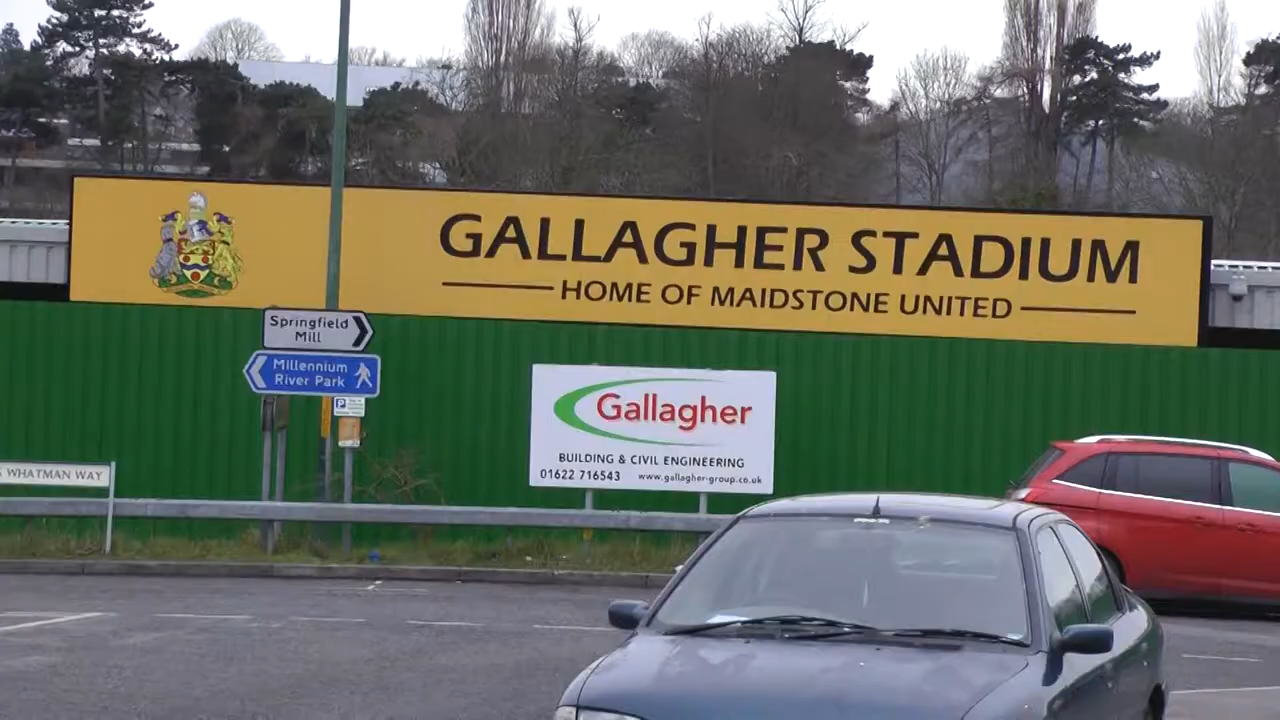 GALLAGHER STADIUM
HOME OF MAIDSTONE UNITED
Springfield
Mill
Millennium
River Park
P
Gallagher
BUILDING & CIVIL ENGINEERING
01622 716543 www.gallagher-group.co.uk
WHATMAN WAY